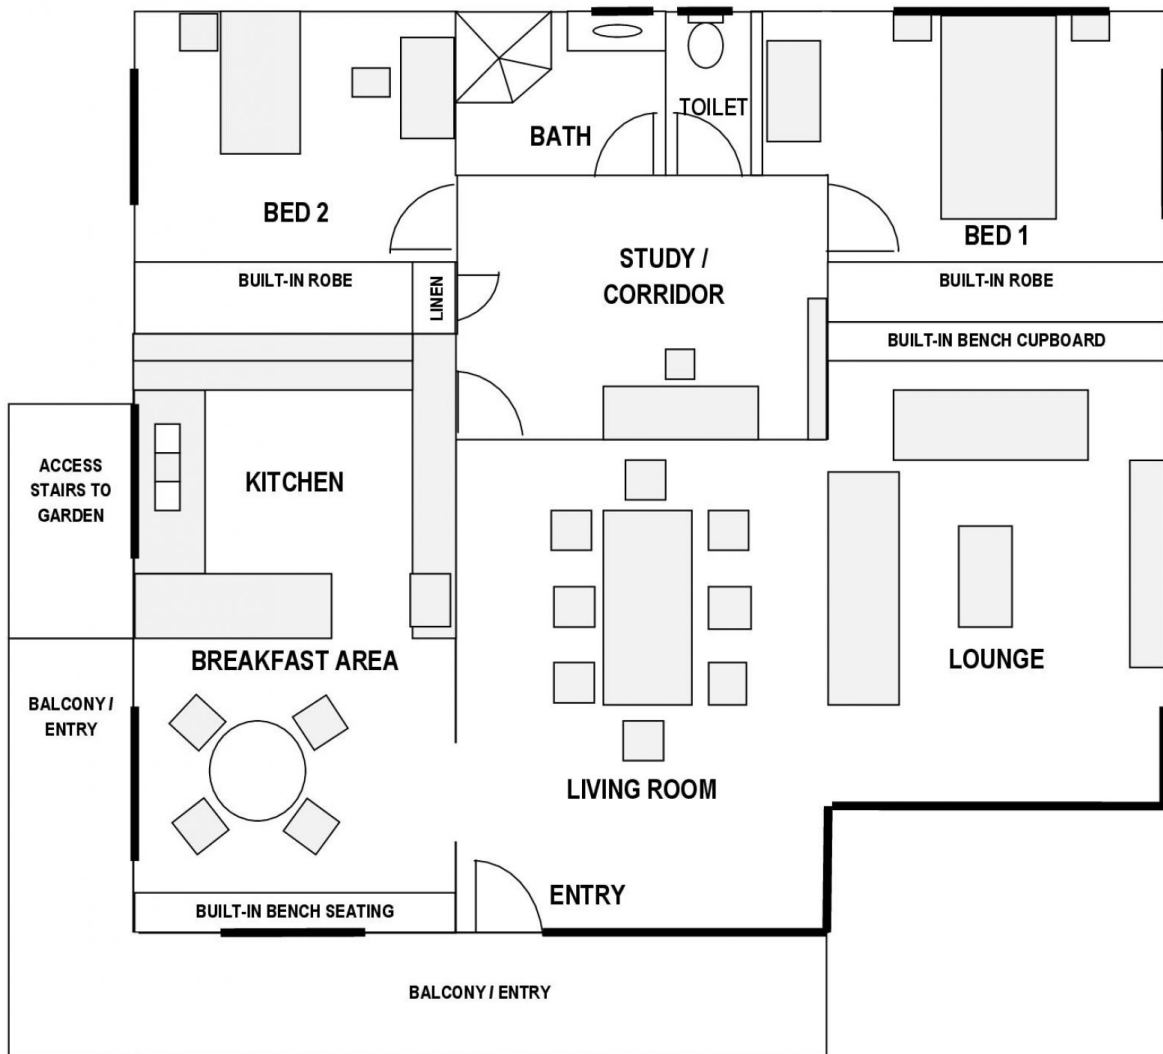 TOILET
BATH
BED 2
BED 1
STUDY /
CORRIDOR
BUILT-IN ROBE
LINEN
BUILT-IN ROBE
BUILT-IN BENCH CUPBOARD
ACCESS
STAIRS TO
GARDEN
KITCHEN
BREAKFAST AREA
LOUNGE
BALCONY /
ENTRY
LIVING ROOM
ENTRY
BUILT-IN BENCH SEATING
BALCONY / ENTRY